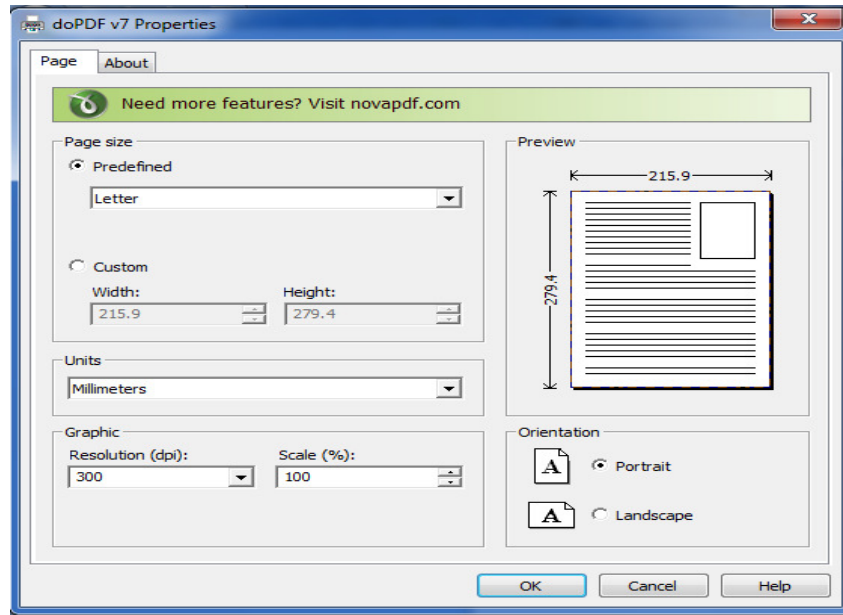 doPDF v7 Properties
Page About
Need more features? Visit novapdf.com
Page size
Predefined
Letter
Custom
Width: Height:
215.9 279.4
Units
Millimeters
Graphic
Resolution (dpi): Scale (%):
300 100
Preview
215.9
279.4
Orientation
A Portrait
A Landscape
OK Cancel Help